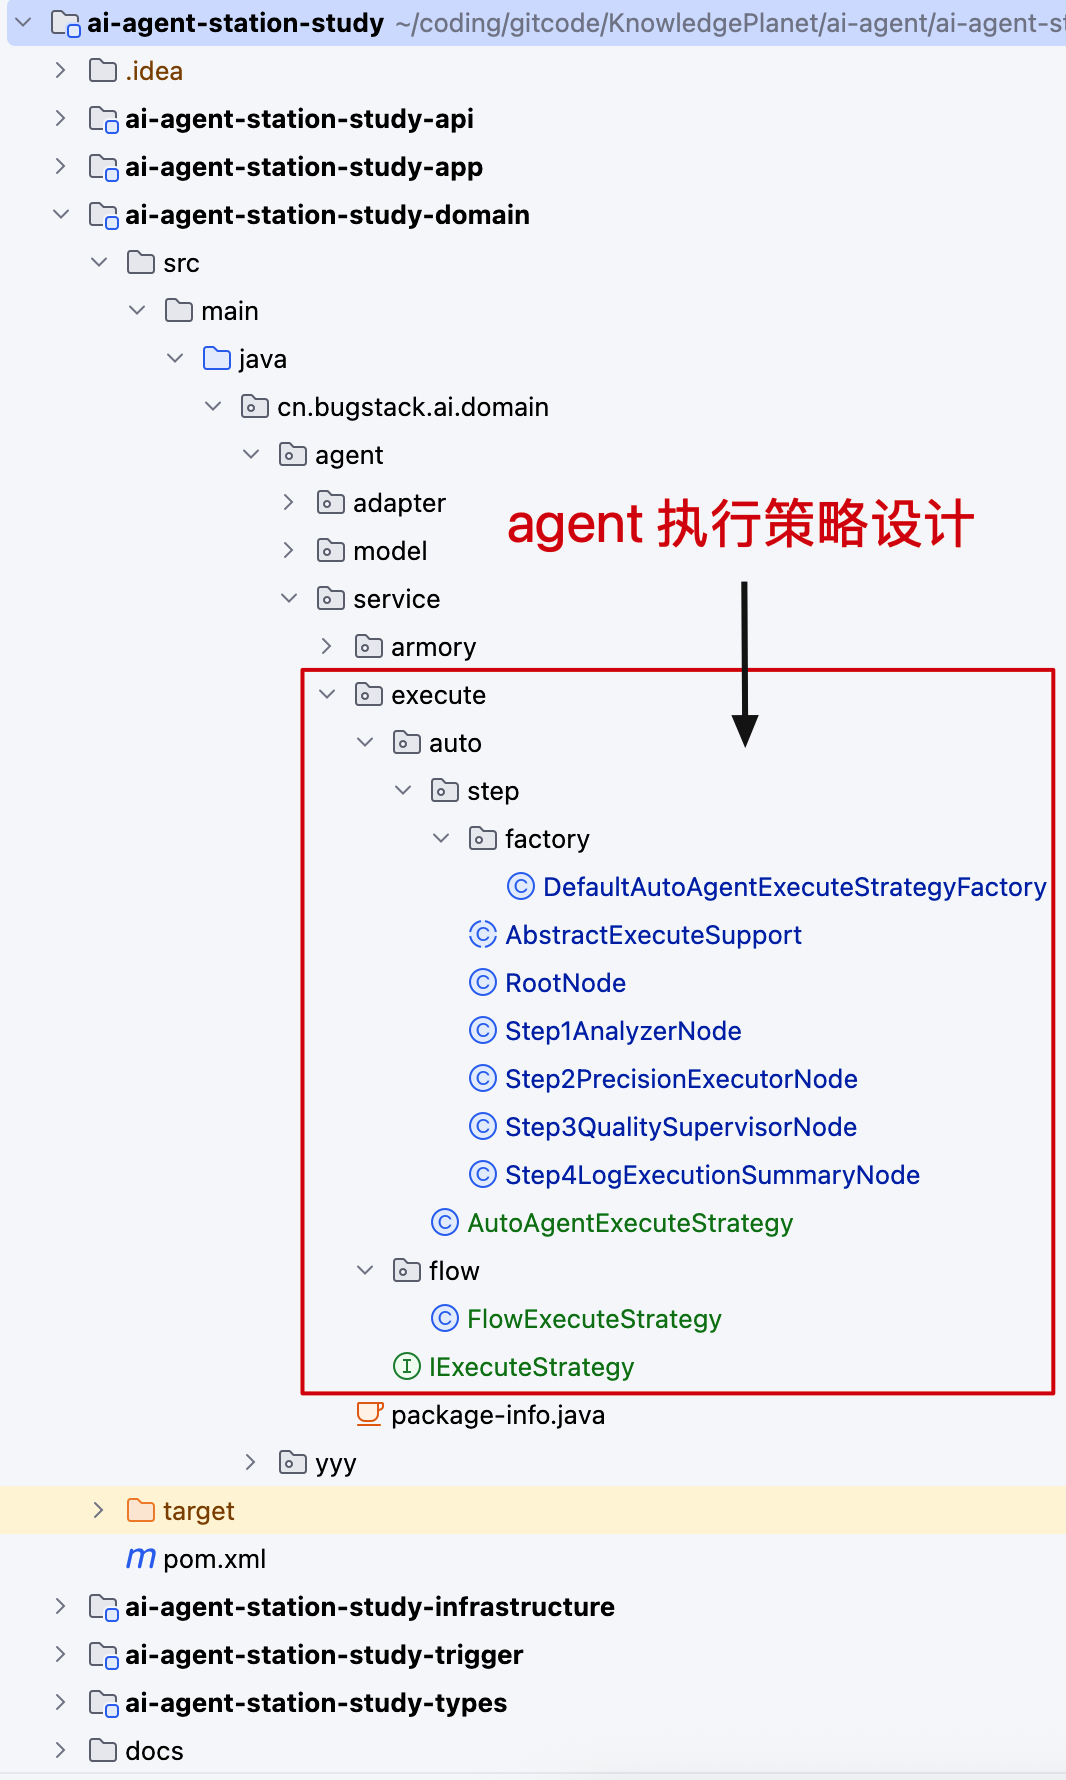 ai-agent-station-study ~/coding/gitcode/KnowledgePlanet/ai-agent/ai-agent-st
.idea
ai-agent-station-study-api
ai-agent-station-study-app
ai-agent-station-study-domain
src
main
java
cn.bugstack.ai.domain
agent
adapter
agent 执行策略设计
model
service
armory
execute
auto
step
factory
DefaultAutoAgentExecuteStrategyFactory
AbstractExecuteSupport
RootNode
Step1AnalyzerNode
Step2PrecisionExecutorNode
Step3QualitySupervisorNode
Step4LogExecutionSummaryNode
AutoAgentExecuteStrategy
flow
FlowExecuteStrategy
IExecuteStrategy
package-info.java
yyy
target
pom.xml
ai-agent-station-study-infrastructure
ai-agent-station-study-trigger
ai-agent-station-study-types
docs